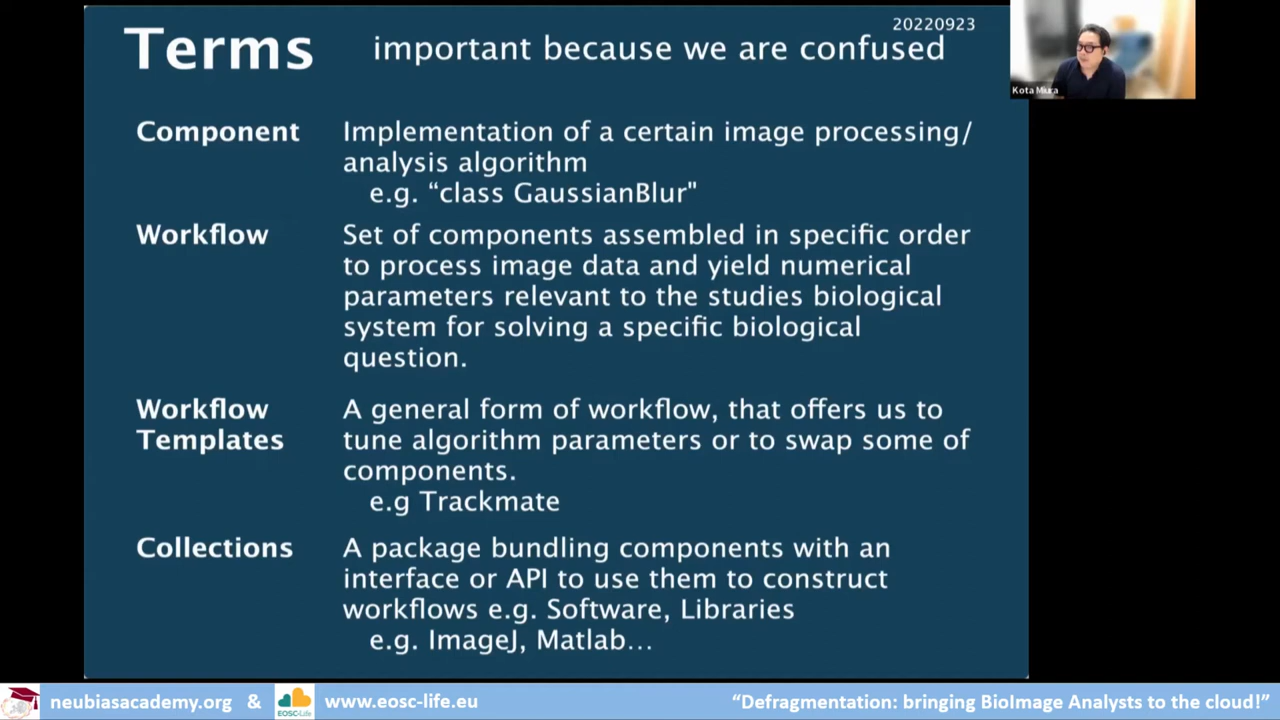 20220923
Terms important because we are confused
Kota Miura
Component Implementation of a certain image processing/
analysis algorithm
e.g. “class GaussianBlur"
Workflow Set of components assembled in specific order
to process image data and yield numerical
parameters relevant to the studies biological
system for solving a specific biological
question.
Workflow A general form of workflow, that offers us to
Templates tune algorithm parameters or to swap some of
components.
e.g Trackmate
Collections A package bundling components with an
interface or API to use them to construct
workflows e.g. Software, Libraries
e.g. ImageJ, Matlab...
neubiasacademy.org & EOSC-LIFE www.eosc-life.eu “Defragmentation: bringing BioImage Analysts to the cloud!”